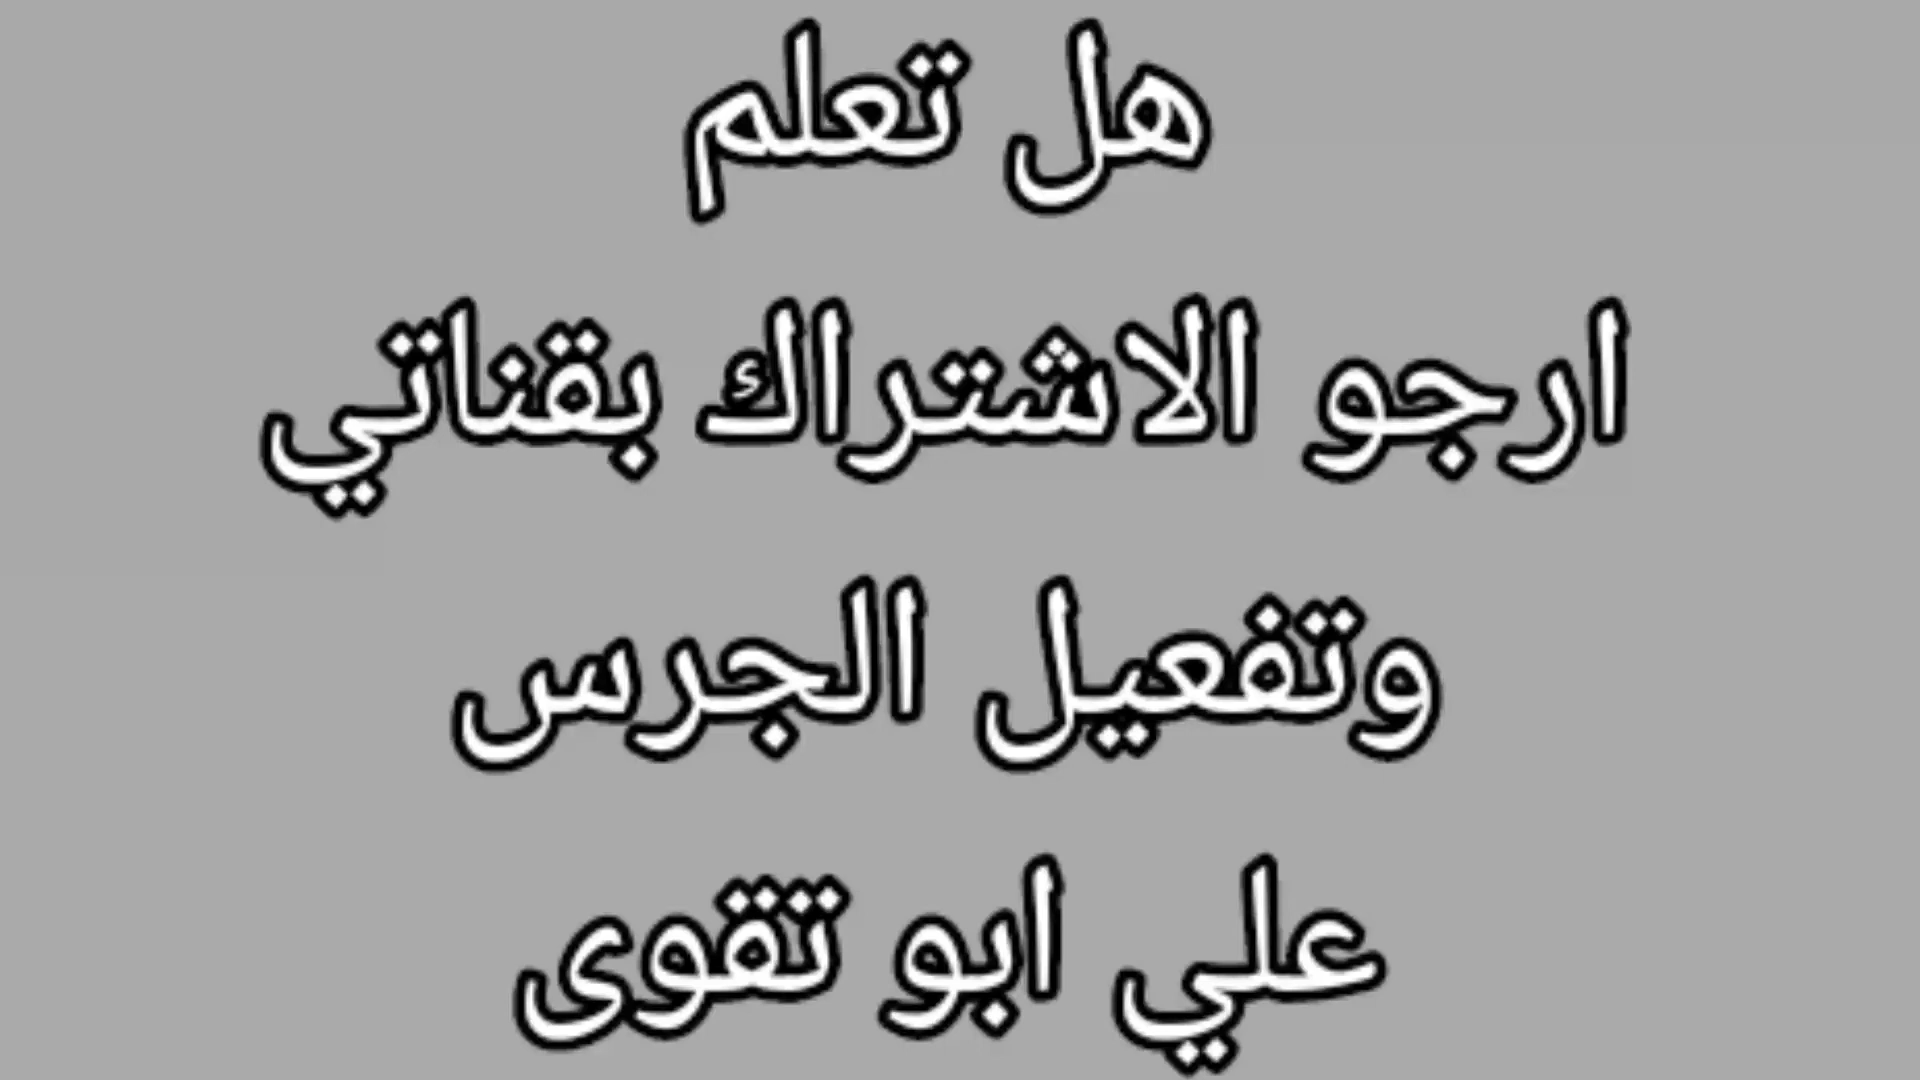 هل تعلم
ارجو الاشتراك بقناتي
وتفعيل الجرس
علي ابو تقوى